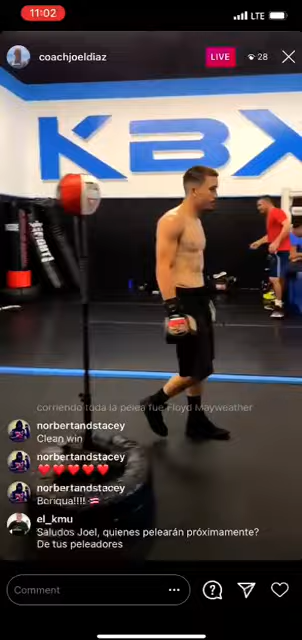 11:02
LTE
coachjoeldiaz
LIVE
28
KBX
FIGHT
corriendo toda la pelea fue Floyd Mayweather
norbertandstacey
Clean win
norbertandstacey
❤️❤️❤️❤️❤️
norbertandstacey
Boriqua!!!! 🇵🇷
el_kmu
Saludos Joel, quienes pelearán próximamente?
De tus peleadores
Comment